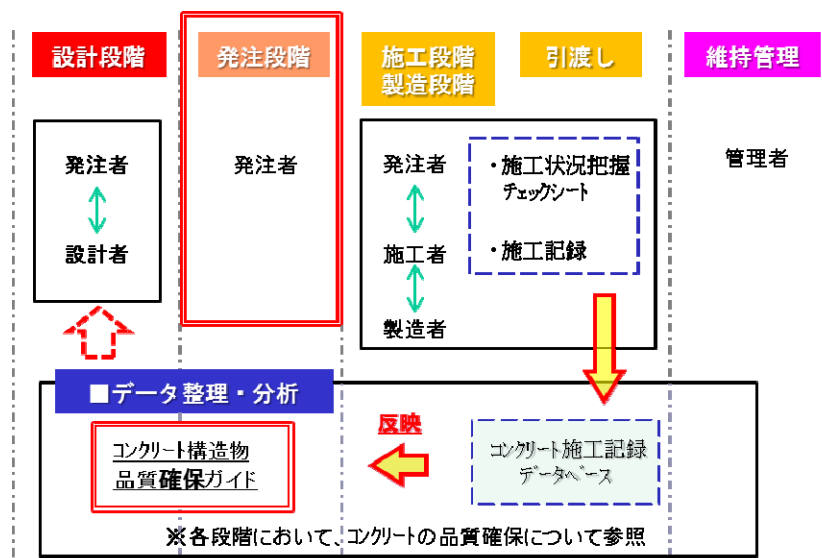 設計段階
発注段階
施工段階
製造段階
引渡し
維持管理
発注者
設計者
発注者
発注者
施工者
製造者
・施工状況把握
チェックシート
・施工記録
管理者
■データ整理・分析
コンクリート構造物
品質確保ガイド
反映
コンクリート施工記録
データベース
※各段階において、コンクリートの品質確保について参照